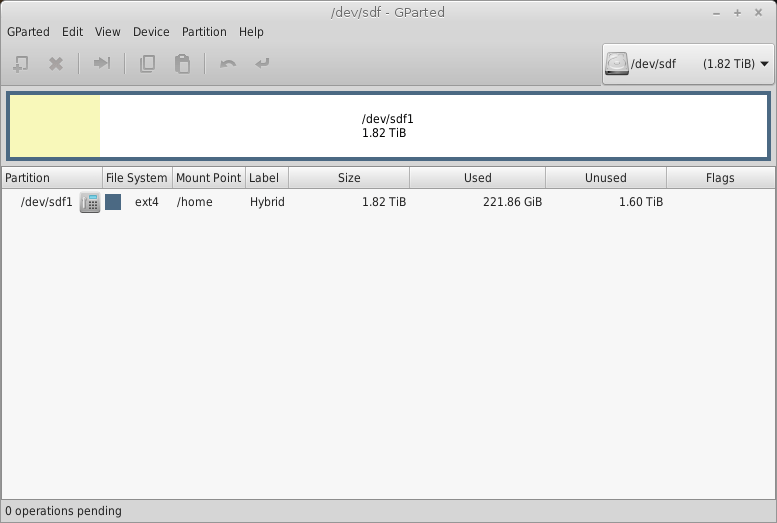 /dev/sdf - GParted
GParted Edit View Device Partition Help
/dev/sdf (1.82 TiB)
/dev/sdf1
1.82 TiB
Partition File System Mount Point Label Size Used Unused Flags
/dev/sdf1 ext4 /home Hybrid 1.82 TiB 221.86 GiB 1.60 TiB
0 operations pending